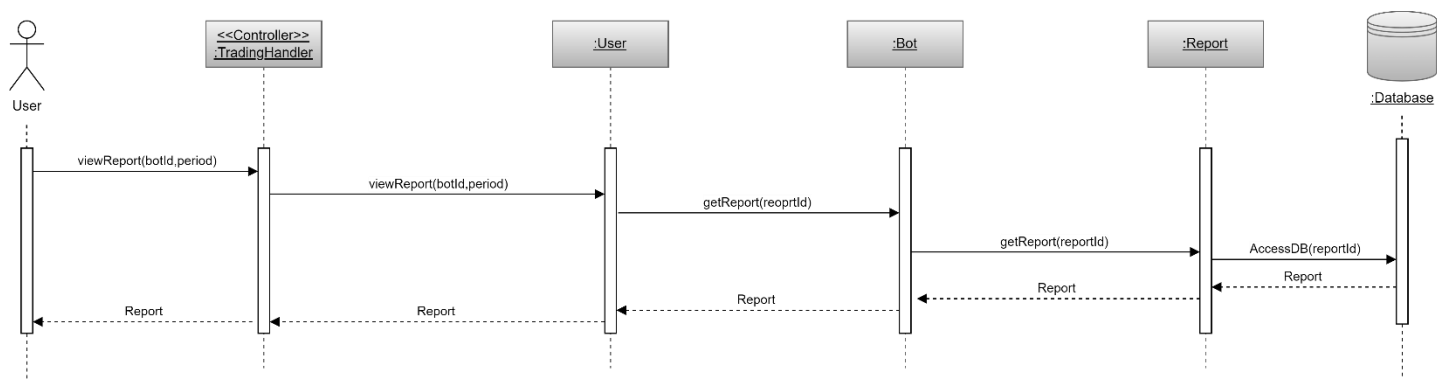 <<Controller>>
:TradingHandler
:User
:Bot
:Report
User
:Database
viewReport(botId,period)
viewReport(botId,period)
getReport(reoprtId)
getReport(reportId)
AccessDB(reportId)
Report
Report
Report
Report
Report